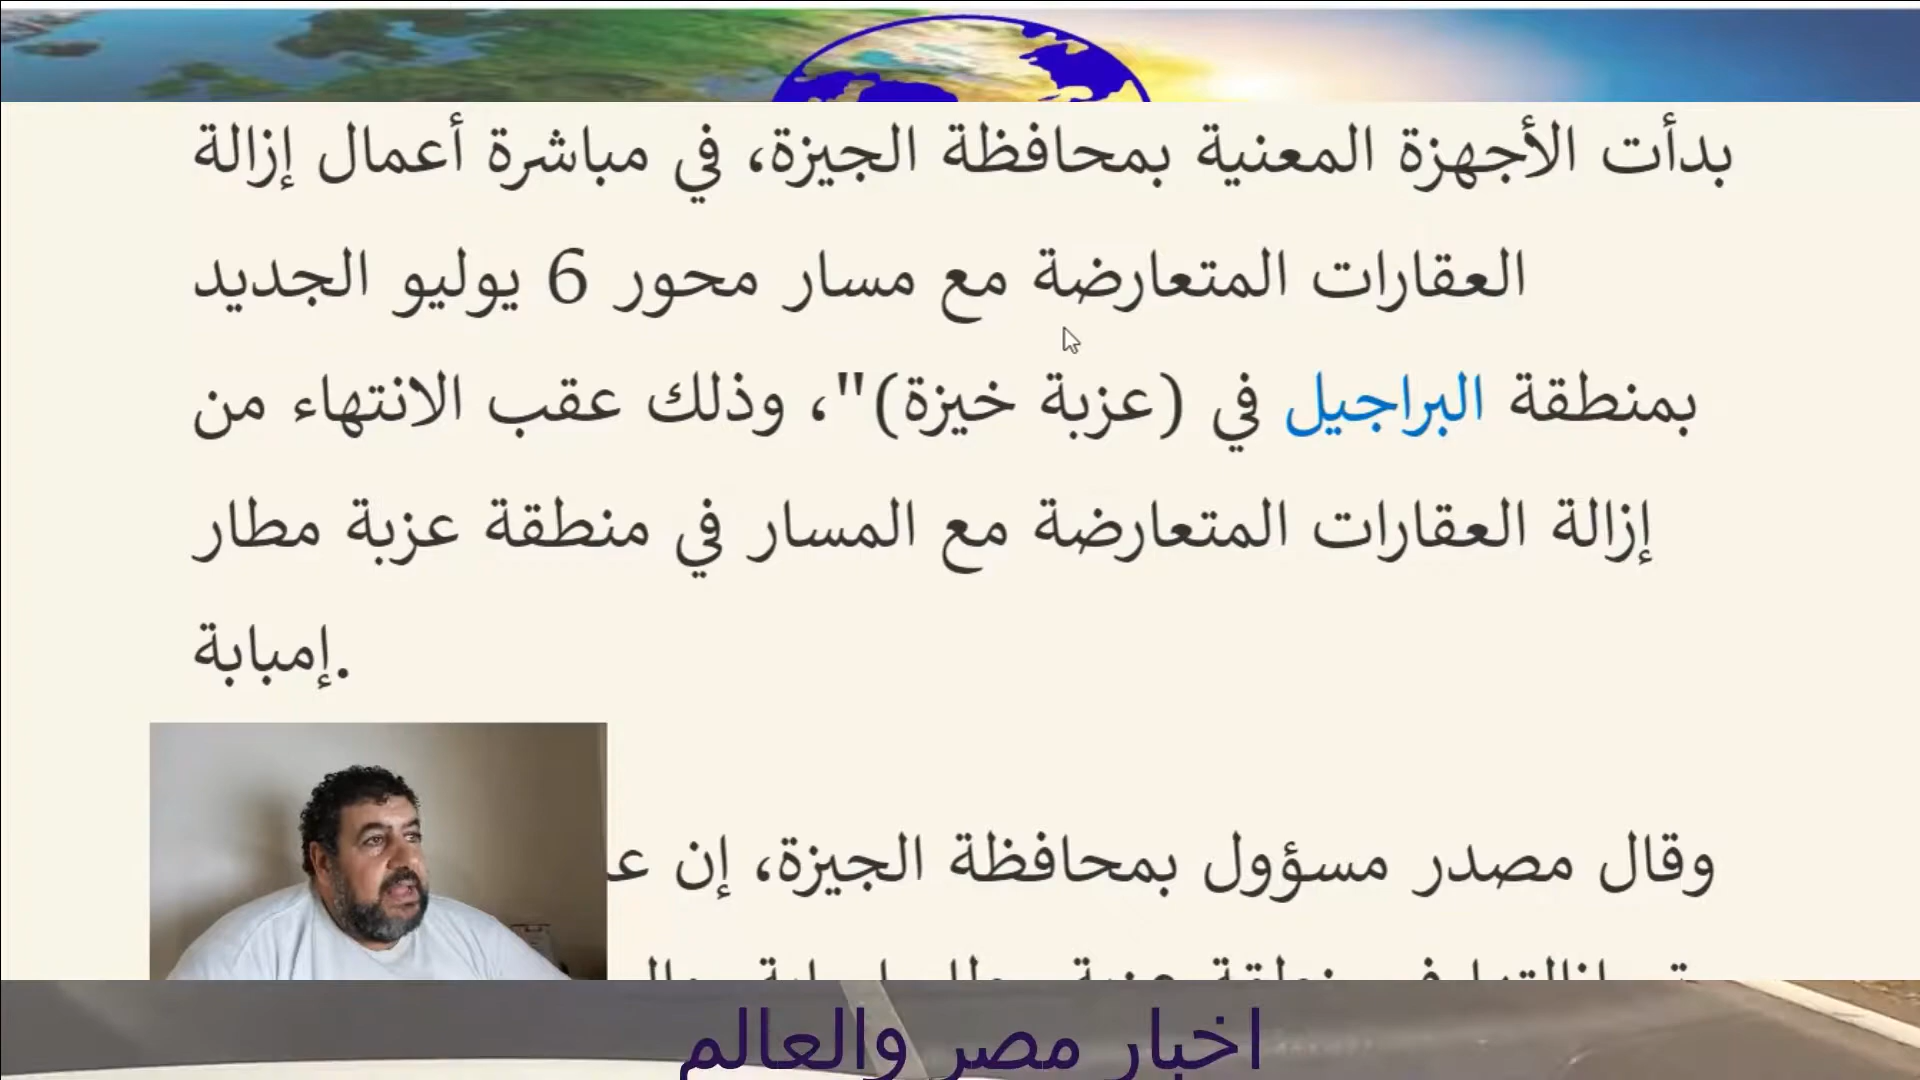 بدأت الأجهزة المعنية بمحافظة الجيزة، في مباشرة أعمال إزالة
العقارات المتعارضة مع مسار محور 6 يوليو الجديد
بمنطقة البراجيل في (عزبة خيزة)"، وذلك عقب الانتهاء من
إزالة العقارات المتعارضة مع المسار في منطقة عزبة مطار
إمبابة.
وقال مصدر مسؤول بمحافظة الجيزة، إن
اخبار مصر والعالم